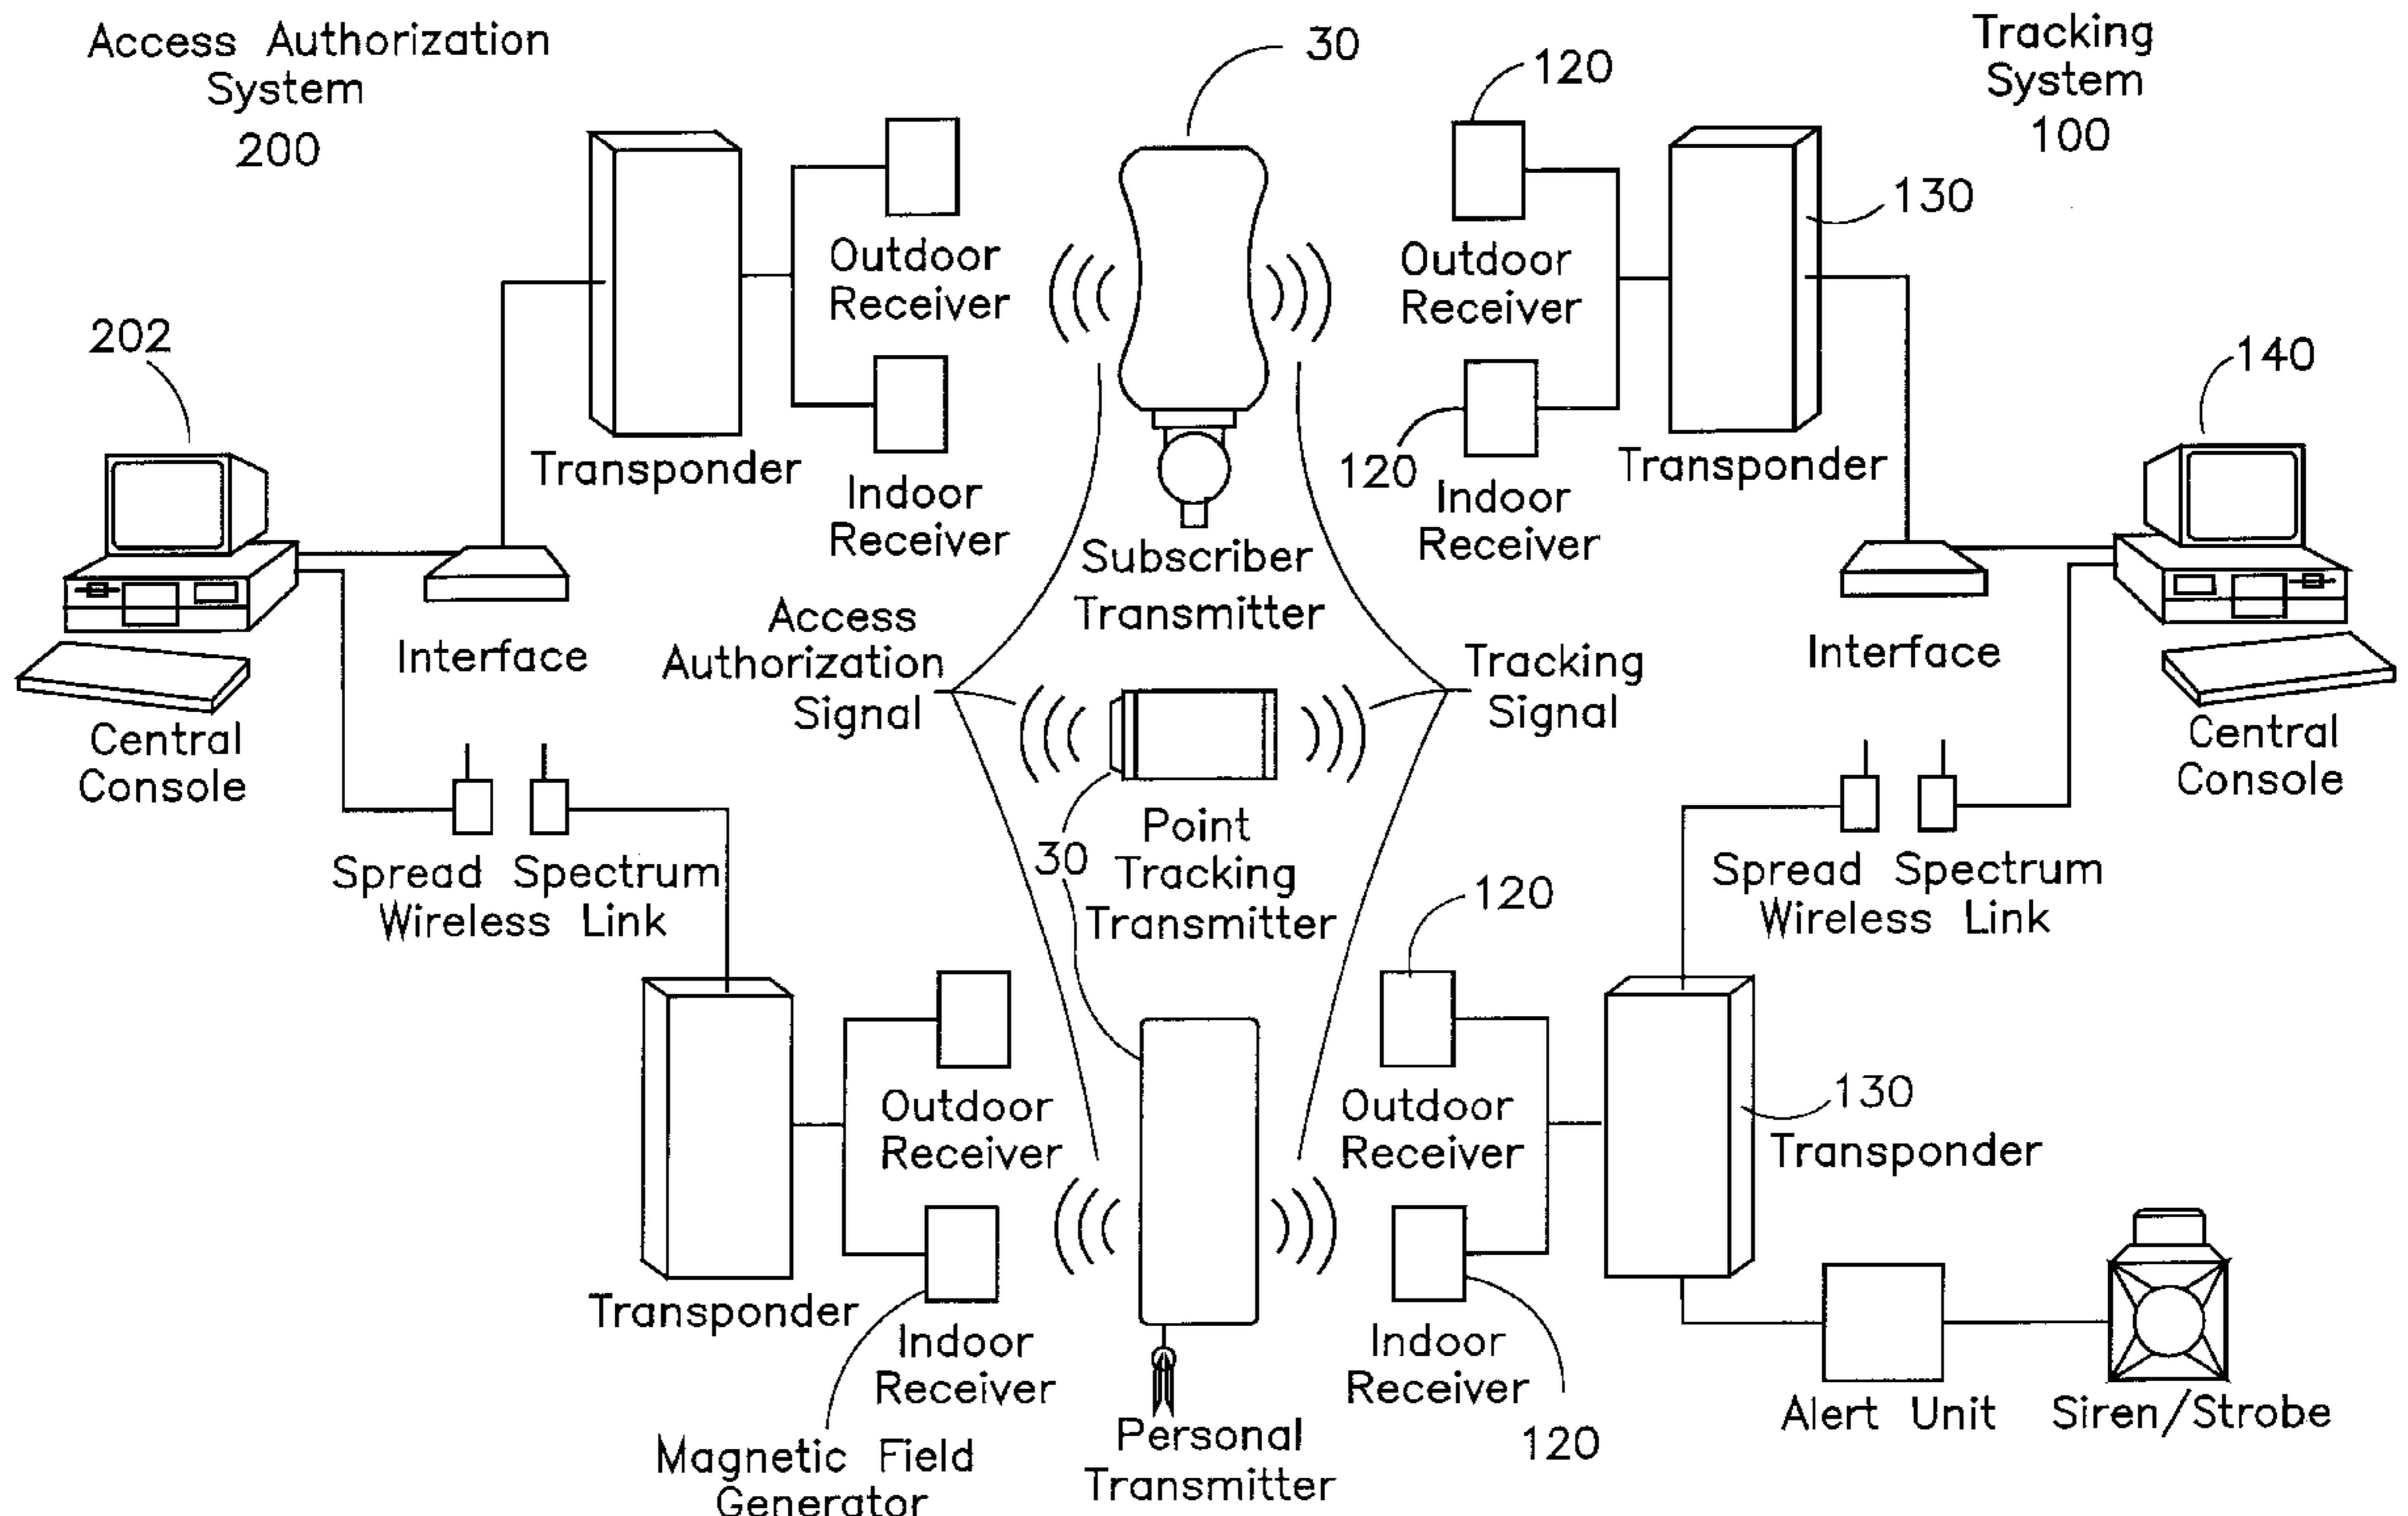 Access Authorization
System
200
30
120
Tracking
System
100
130
Outdoor
Receiver
Outdoor
Receiver
202
140
Transponder
Indoor
Receiver
120
Indoor
Receiver
Transponder
Subscriber
Transmitter
Interface
Access
Authorization
Signal
Tracking
Signal
Interface
Central
Console
Central
Console
Point
Tracking
Transmitter
30
Spread Spectrum
Wireless Link
120
Spread Spectrum
Wireless Link
Outdoor
Receiver
Outdoor
Receiver
130
Transponder
Transponder
Indoor
Receiver
Indoor
Receiver
120
Magnetic Field
Generator
Personal
Transmitter
Alert Unit
Siren/Strobe